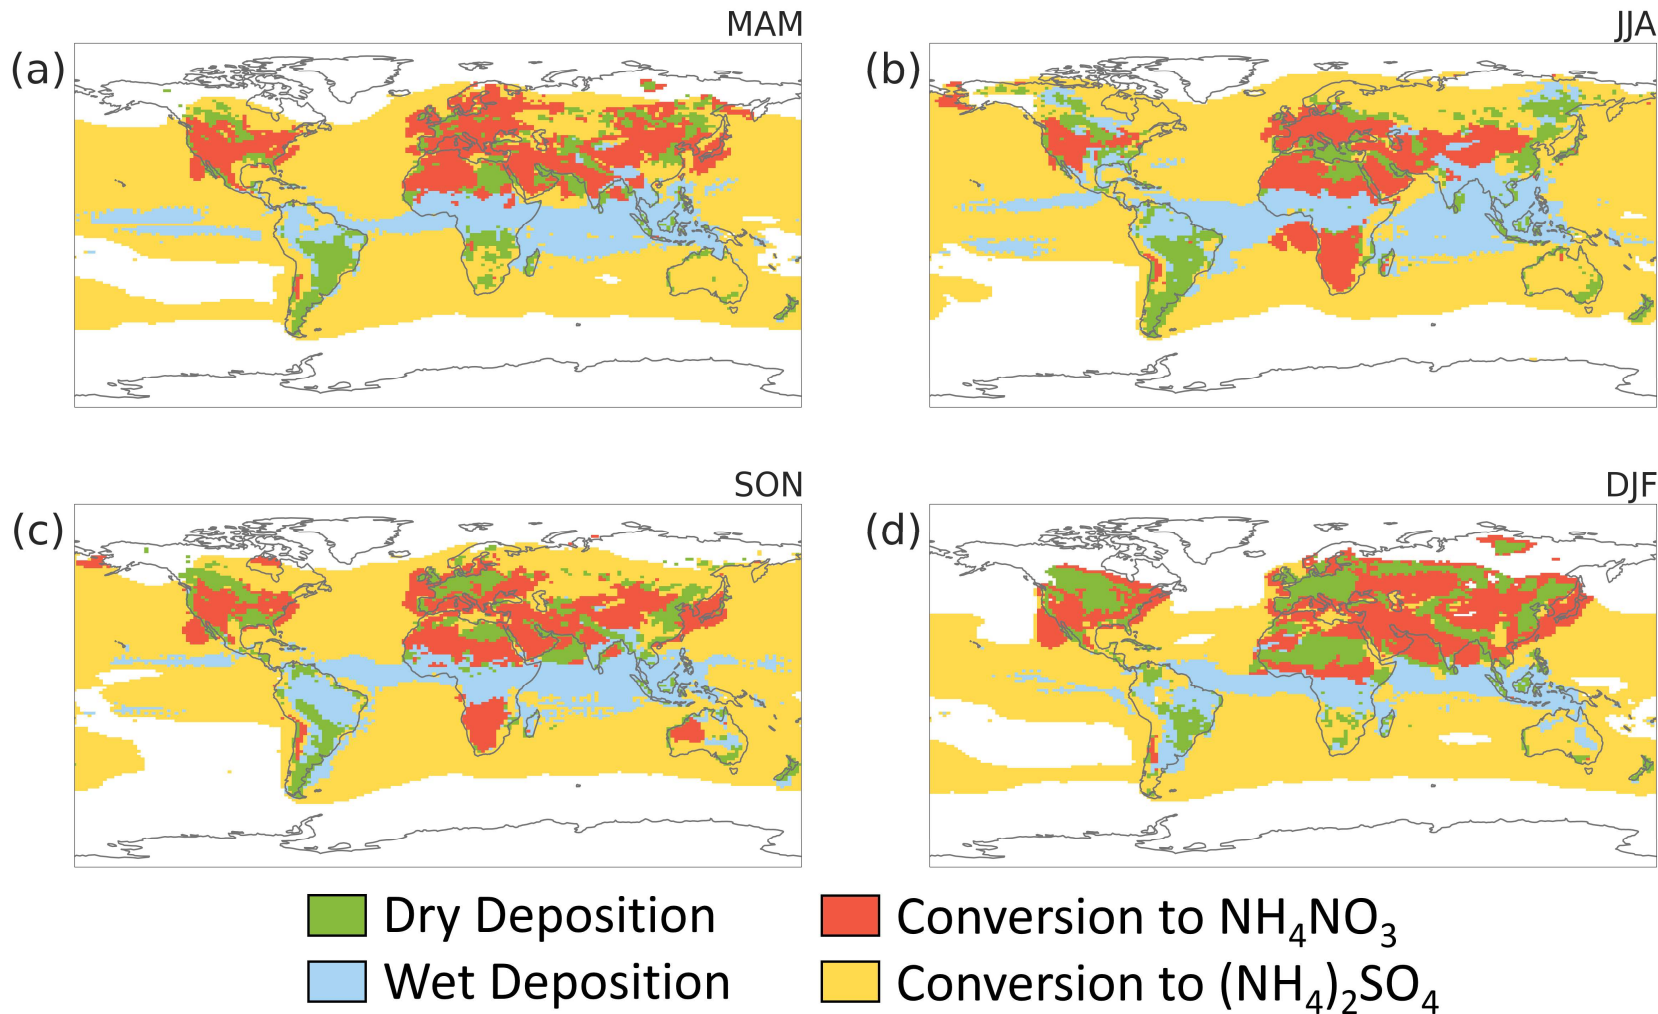 MAM
JJA
(a)
(b)
SON
DJF
(c)
(d)
Dry Deposition
Conversion to NH₄NO₃
Wet Deposition
Conversion to (NH₄)₂SO₄